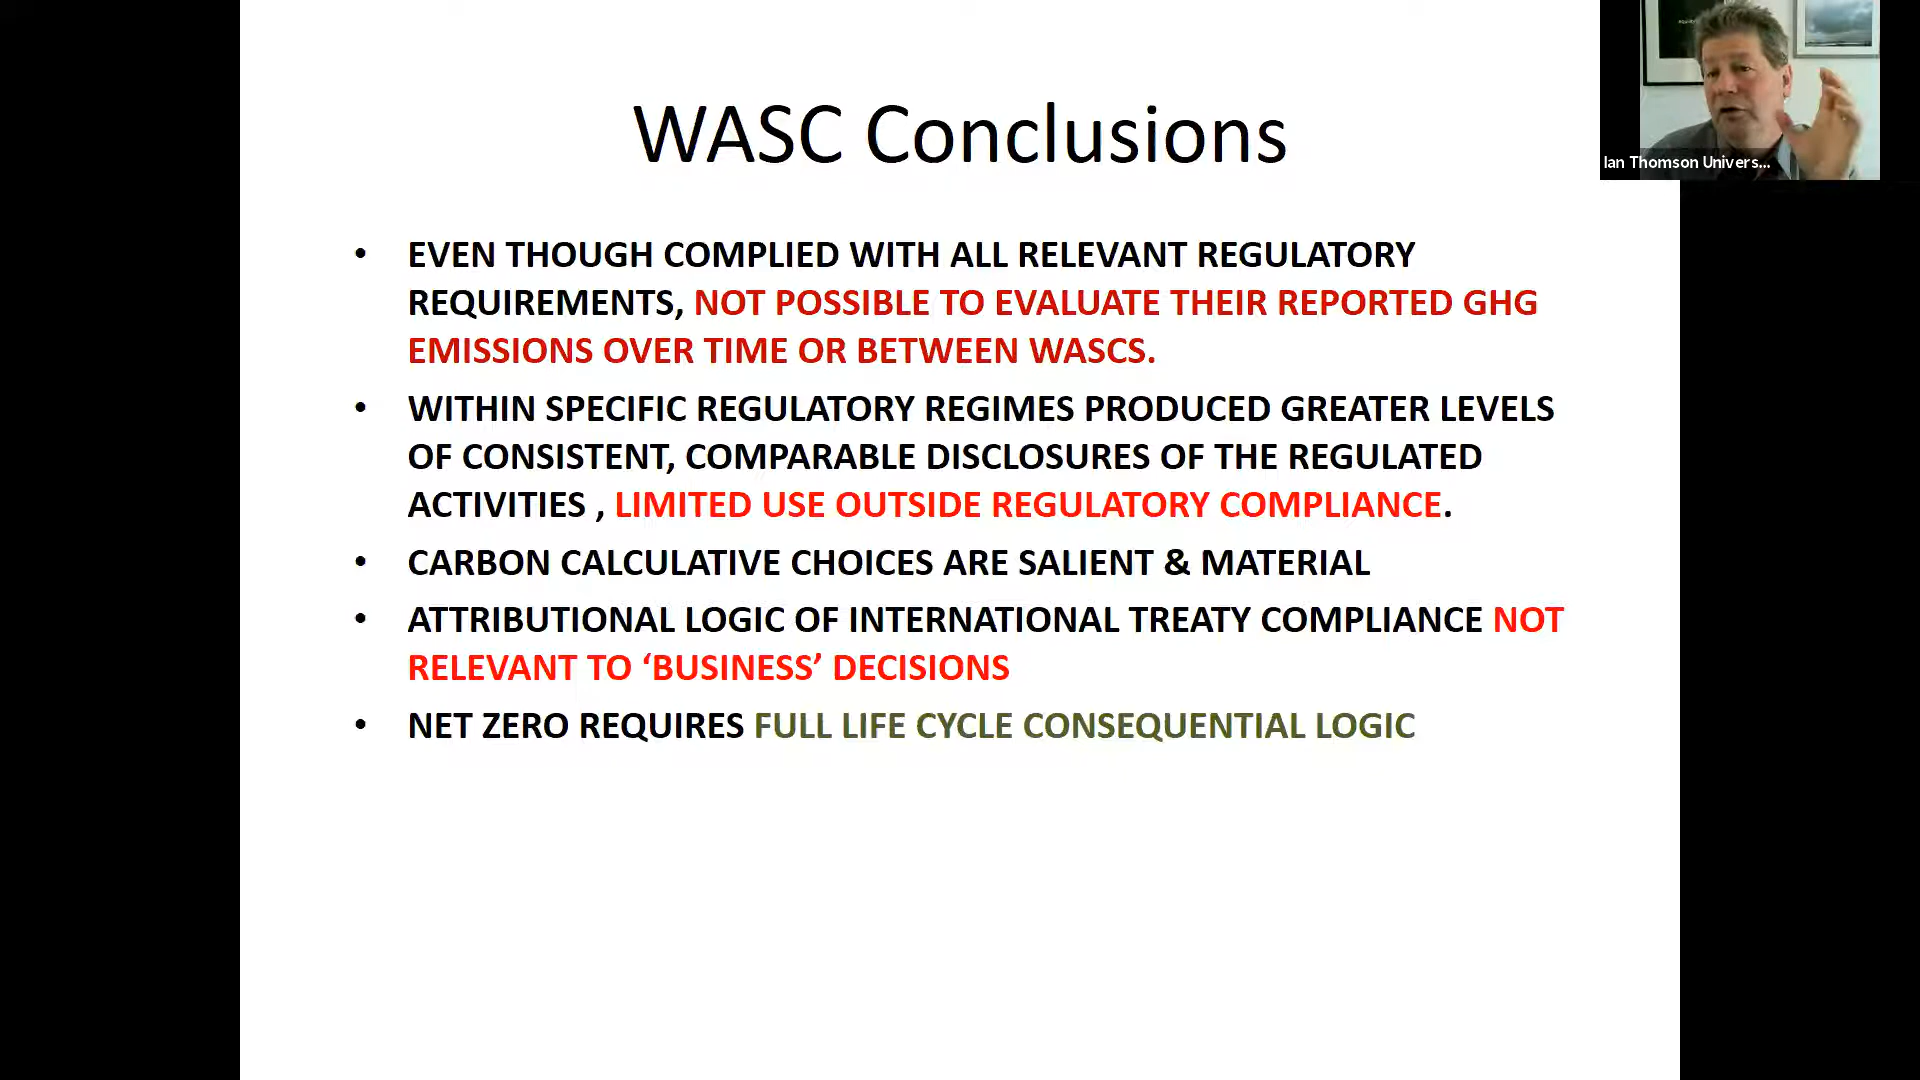 WASC Conclusions
Ian Thomson Univers...
• EVEN THOUGH COMPLIED WITH ALL RELEVANT REGULATORY
REQUIREMENTS, NOT POSSIBLE TO EVALUATE THEIR REPORTED GHG
EMISSIONS OVER TIME OR BETWEEN WASCS.
• WITHIN SPECIFIC REGULATORY REGIMES PRODUCED GREATER LEVELS
OF CONSISTENT, COMPARABLE DISCLOSURES OF THE REGULATED
ACTIVITIES , LIMITED USE OUTSIDE REGULATORY COMPLIANCE.
• CARBON CALCULATIVE CHOICES ARE SALIENT & MATERIAL
• ATTRIBUTIONAL LOGIC OF INTERNATIONAL TREATY COMPLIANCE NOT
RELEVANT TO ‘BUSINESS’ DECISIONS
• NET ZERO REQUIRES FULL LIFE CYCLE CONSEQUENTIAL LOGIC